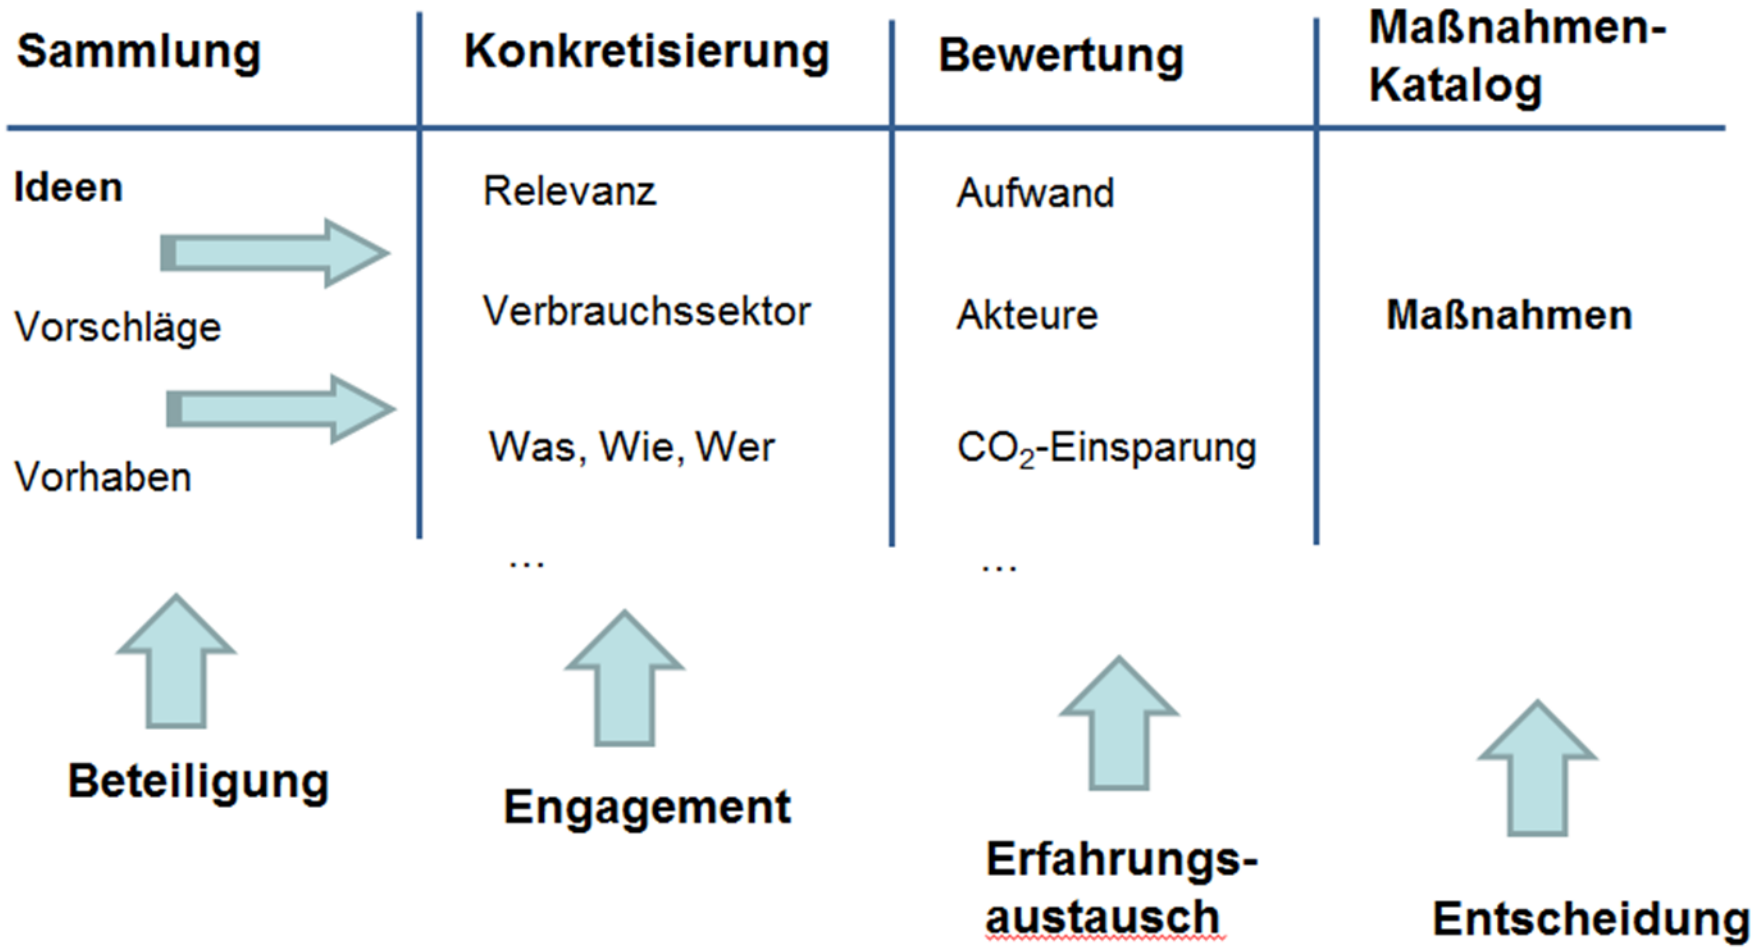 Sammlung
Konkretisierung
Bewertung
Maßnahmen-
Katalog
Ideen
Vorschläge
Vorhaben
Relevanz
Verbrauchssektor
Was, Wie, Wer
...
Aufwand
Akteure
CO₂-Einsparung
...
Maßnahmen
Beteiligung
Engagement
Erfahrungs-
austausch
Entscheidung